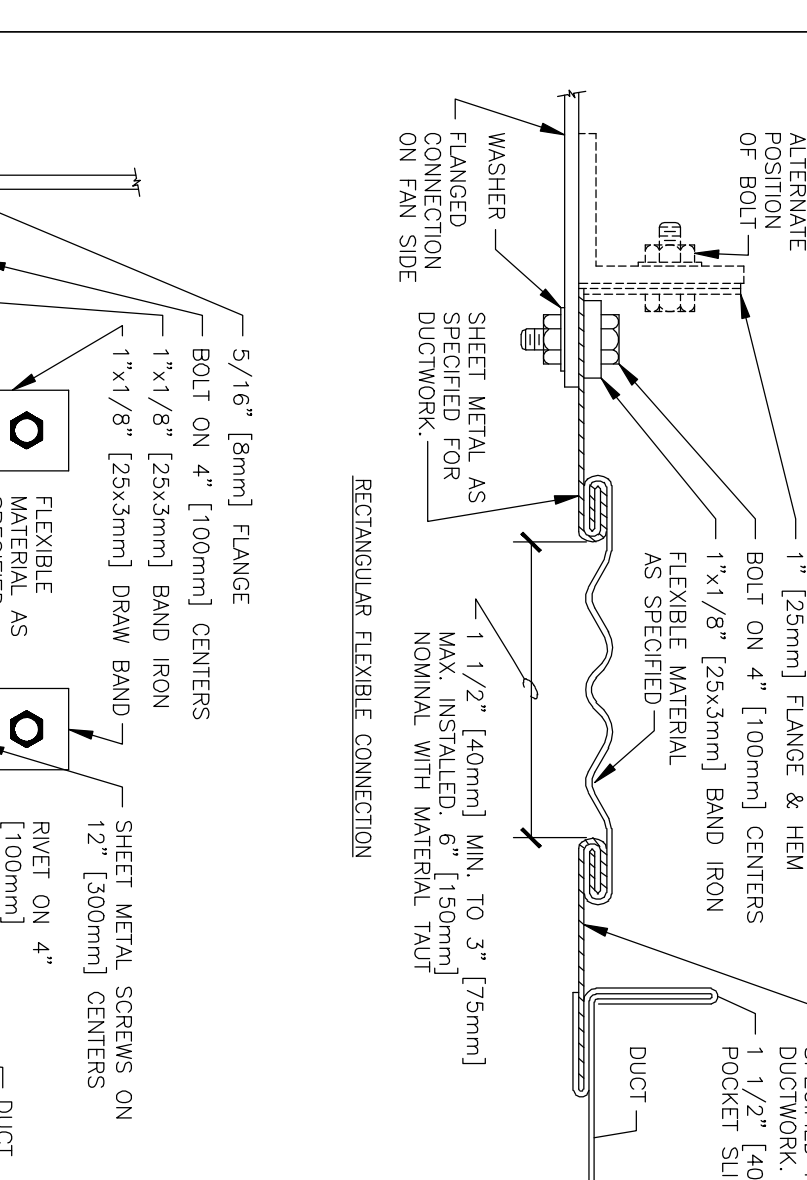 ALTERNATE
POSITION
OF BOLT
1" [25mm] FLANGE & HEM
BOLT ON 4" [100mm] CENTERS
1"x1/8" [25x3mm] BAND IRON
FLEXIBLE MATERIAL
AS SPECIFIED
DUCTWORK.
1 1/2" [40
POCKET SLI
DUCT
WASHER
FLANGED
CONNECTION
ON FAN SIDE
SHEET METAL AS
SPECIFIED FOR
DUCTWORK.
1 1/2" [40mm] MIN. TO 3" [75mm]
MAX. INSTALLED. 6" [150mm]
NOMINAL WITH MATERIAL TAUT
RECTANGULAR FLEXIBLE CONNECTION
5/16" [8mm] FLANGE
BOLT ON 4" [100mm] CENTERS
1"x1/8" [25x3mm] BAND IRON
1"x1/8" [25x3mm] DRAW BAND
SHEET METAL SCREWS ON
12" [300mm] CENTERS
FLEXIBLE
MATERIAL AS
RIVET ON 4"
[100mm]
DUCT